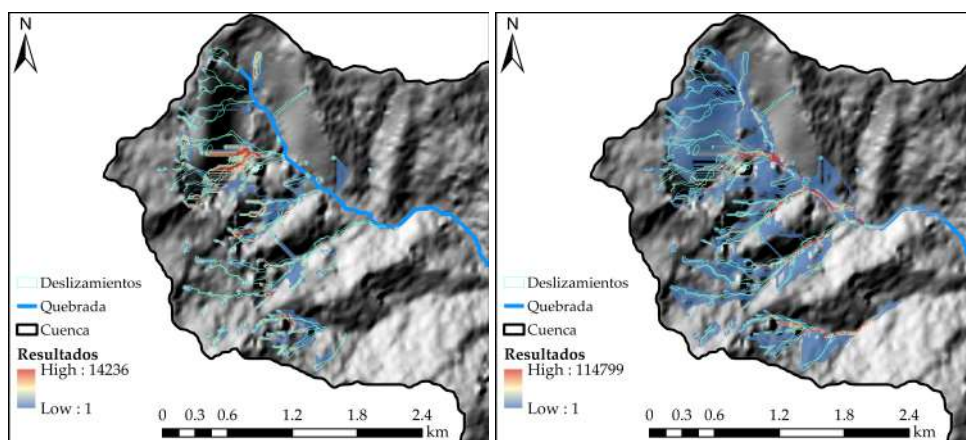 N
Deslizamientos
Quebrada
Cuenca
Resultados
High : 14236
Low : 1
0 0.3 0.6 1.2 1.8 2.4
km
N
Deslizamientos
Quebrada
Cuenca
Resultados
High : 114799
Low : 1
0 0.3 0.6 1.2 1.8 2.4
km